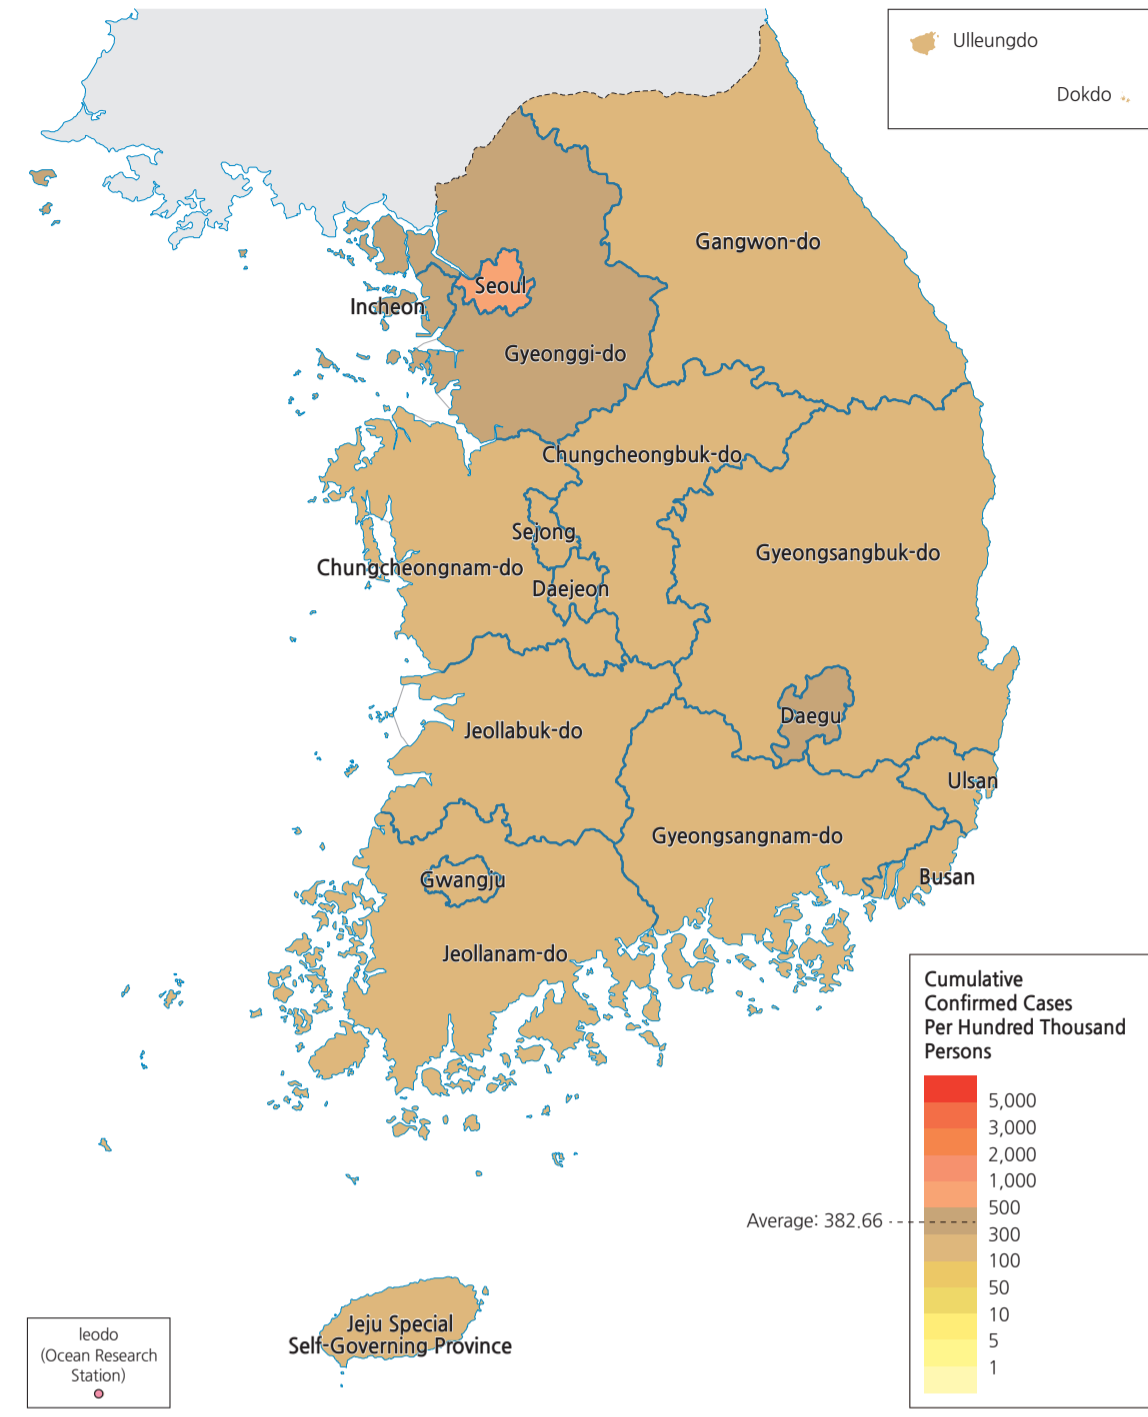 Ulleungdo
Dokdo
Gangwon-do
Seoul
Incheon
Gyeonggi-do
Chungcheongbuk-do
Sejong
Gyeongsangbuk-do
Chungcheongnam-do
Daejeon
Daegu
Jeollabuk-do
Ulsan
Gyeongsangnam-do
Busan
Gwangju
Jeollanam-do
Cumulative
Confirmed Cases
Per Hundred Thousand
Persons
5,000
3,000
2,000
1,000
500
Average: 382.66
300
100
50
10
5
1
Jeju Special
Self-Governing Province
Ieodo
(Ocean Research
Station)